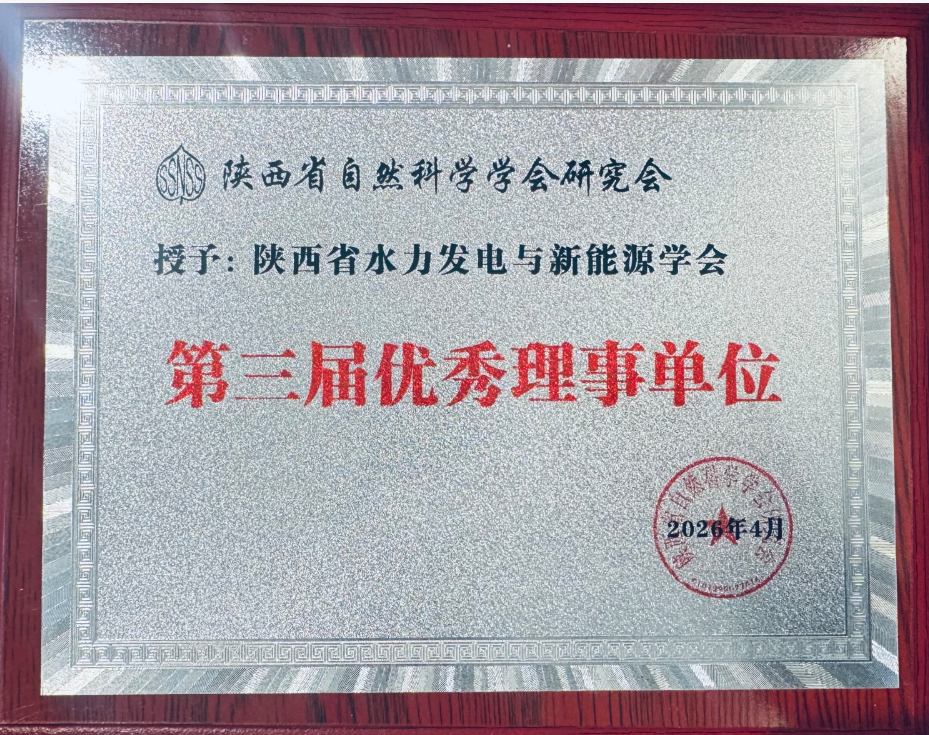 SSNSS 陕西省自然科学学会研究会
授予：陕西省水力发电与新能源学会
第三届优秀理事单位
2026年4月